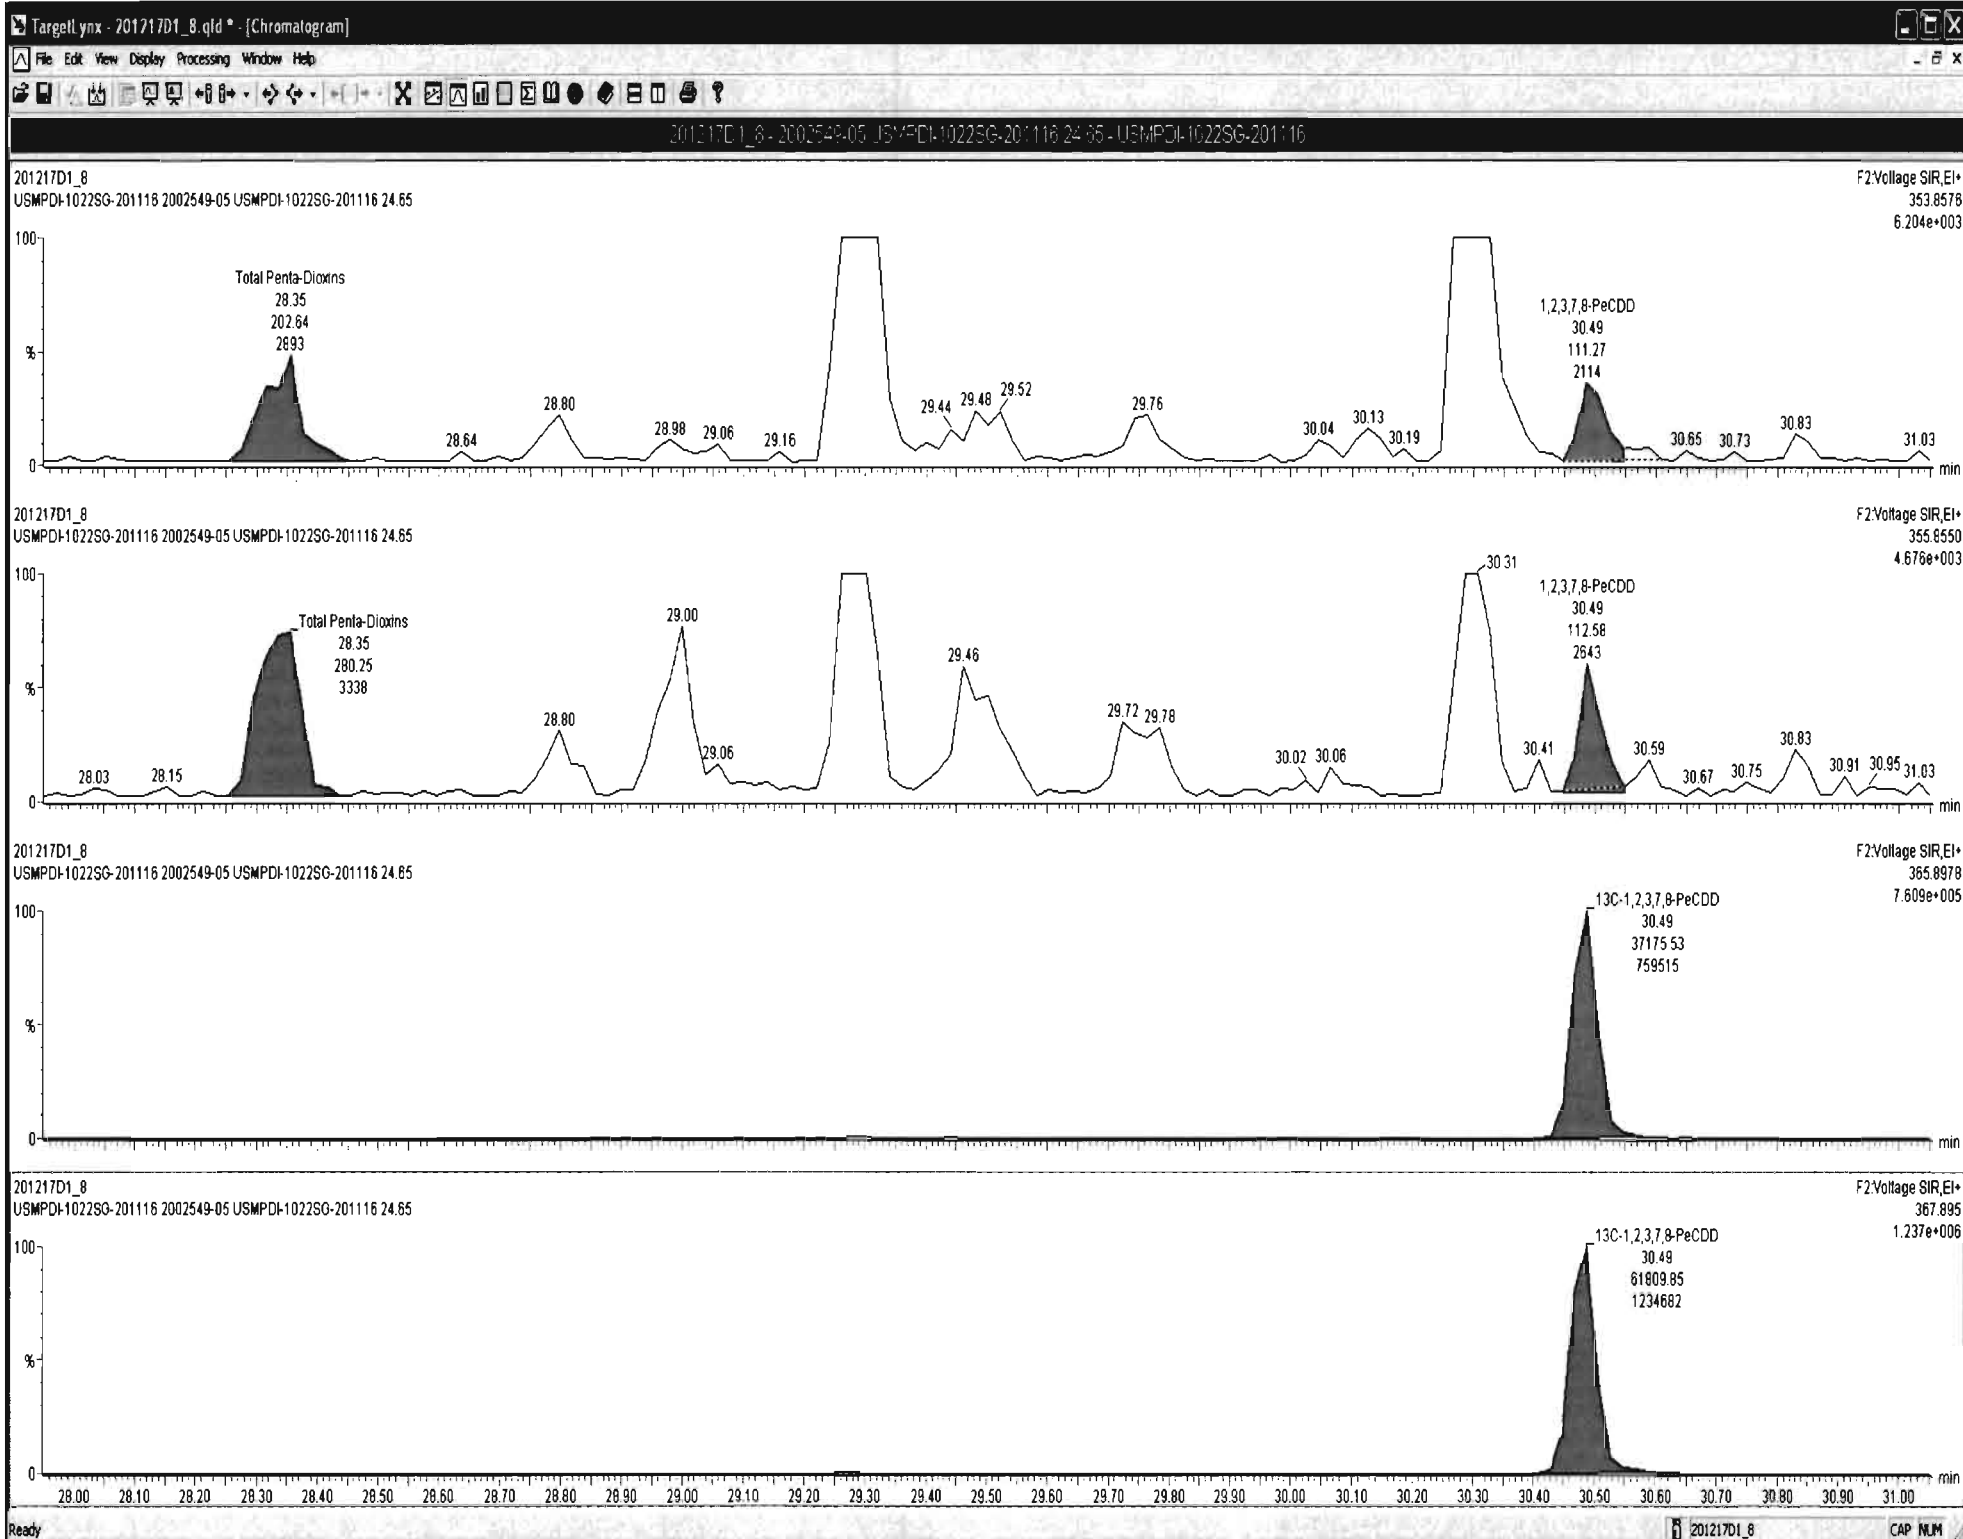 TargetLynx - 201217D1_8.qld * - [Chromatogram]
File Edit View Display Processing Window Help
201217D1_8 - 2002549-05 USMPDI-1022SG-201116 24.65 - USMPDI-1022SG-201116
201217D1_8
F2:Voltage SIR,EI+
USMPDI-1022SG-201116 2002549-05 USMPDI-1022SG-201116 24.65
353.8576
6.204e+003
100
%
0
Total Penta-Dioxins
28.35
202.64
2893
28.64
28.80
28.98
29.06
29.16
29.44
29.48
29.52
29.76
30.04
30.13
30.19
1,2,3,7,8-PeCDD
30.49
111.27
2114
30.65
30.73
30.83
31.03
min
201217D1_8
F2:Voltage SIR,EI+
USMPDI-1022SG-201116 2002549-05 USMPDI-1022SG-201116 24.65
355.8550
4.676e+003
100
%
0
28.03
28.15
Total Penta-Dioxins
28.35
280.25
3338
28.80
29.00
29.06
29.46
29.72
29.78
30.02
30.06
30.31
30.41
1,2,3,7,8-PeCDD
30.49
112.58
2643
30.59
30.67
30.75
30.83
30.91
30.95
31.03
min
201217D1_8
F2:Voltage SIR,EI+
USMPDI-1022SG-201116 2002549-05 USMPDI-1022SG-201116 24.65
365.8978
7.609e+005
100
%
0
13C-1,2,3,7,8-PeCDD
30.49
37175.53
759515
min
201217D1_8
F2:Voltage SIR,EI+
USMPDI-1022SG-201116 2002549-05 USMPDI-1022SG-201116 24.65
367.895
1.237e+006
100
%
0
13C-1,2,3,7,8-PeCDD
30.49
61809.85
1234682
min
28.00 28.10 28.20 28.30 28.40 28.50 28.60 28.70 28.80 28.90 29.00 29.10 29.20 29.30 29.40 29.50 29.60 29.70 29.80 29.90 30.00 30.10 30.20 30.30 30.40 30.50 30.60 30.70 30.80 30.90 31.00
Ready
201217D1_8
CAP NUM